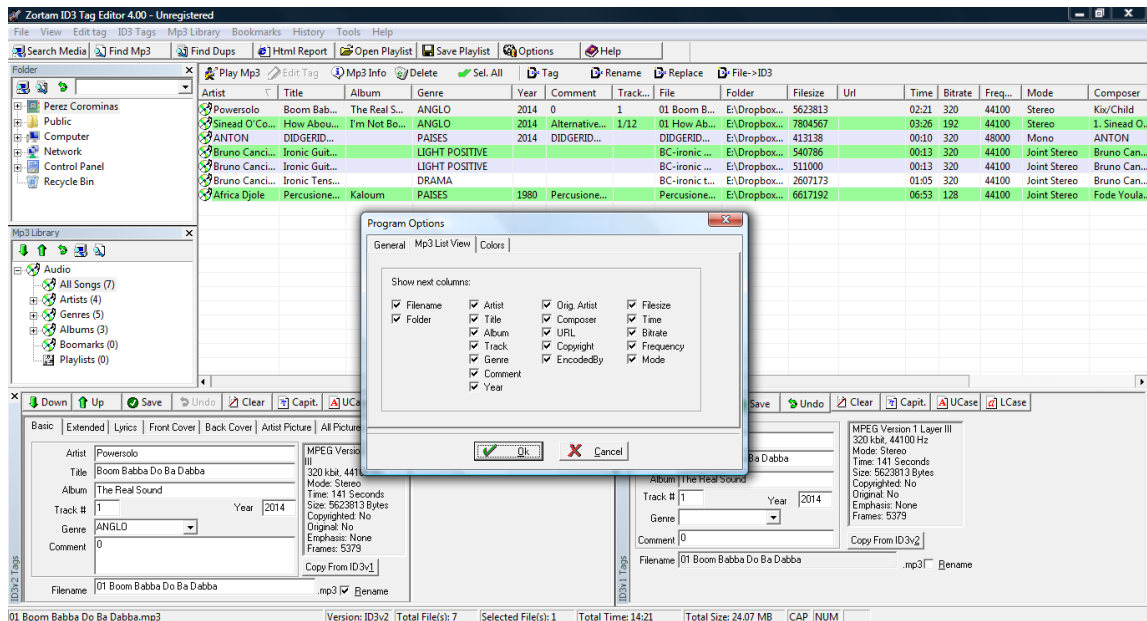 Zortam ID3 Tag Editor 4.00 - Unregistered
File View Edit tag ID3 Tags Mp3 Library Bookmarks History Tools Help
Search Media Find Mp3 Find Dups Html Report Open Playlist Save Playlist Options Help
Folder
Play Mp3 Edit Tag Mp3 Info Delete Sel. All Tag Rename Replace File->ID3
Artist Title Album Genre Year Comment Track... File Folder Filesize Url Time Bitrate Freq... Mode Composer
Powersolo Boom Bab... The Real S... ANGLO 2014 0 1 01 Boom B... E:\Dropbox... 5623813 02:21 320 44100 Stereo Kix/Child
Sinead O'Co... How Abou... I'm Not Bo... ANGLO 2014 Alternative... 1/12 01 How Ab... E:\Dropbox... 7804567 03:26 192 44100 Stereo 1. Sinead O...
ANTON DIDGERID... PAISES 2014 DIDGERID... DIDGERID... E:\Dropbox... 413138 00:10 320 48000 Mono ANTON
Bruno Canci... Ironic Guit... LIGHT POSITIVE BC-ironic ... E:\Dropbox... 540786 00:13 320 44100 Joint Stereo Bruno Can...
Bruno Canci... Ironic Guit... LIGHT POSITIVE BC-ironic ... E:\Dropbox... 511000 00:13 320 44100 Joint Stereo Bruno Can...
Bruno Canci... Ironic Tens... DRAMA BC-ironic t... E:\Dropbox... 2607173 01:05 320 44100 Joint Stereo Bruno Can...
Africa Djole Percusione... Kaloum PAISES 1980 Percusione... Percusione... E:\Dropbox... 6617192 06:53 128 44100 Joint Stereo Fode Youla...
Perez Corominas
Public
Computer
Network
Control Panel
Recycle Bin
Mp3 Library
Audio
All Songs (7)
Artists (4)
Genres (5)
Albums (3)
Boomarks (0)
Playlists (0)
Program Options
General Mp3 List View Colors
Show next columns:
Filename Artist Orig. Artist Filesize
Folder Title Composer Time
Album URL Bitrate
Track Copyright Frequency
Genre EncodedBy Mode
Comment
Year
Ok Cancel
Down Up Save Undo Clear Capit. UCa
Basic Extended Lyrics Front Cover Back Cover Artist Picture All Picture
Artist Powersolo
Title Boom Babba Do Ba Dabba
Album The Real Sound
Track # 1 Year 2014
Genre ANGLO
Comment 0
Filename 01 Boom Babba Do Ba Dabba .mp3 Rename
MPEG Versio
III
320 kbit, 441
Mode: Stereo
Time: 141 Seconds
Size: 5623813 Bytes
Copyrighted: No
Original: No
Emphasis: None
Frames: 5379
Copy From ID3v1
ID3v2 Tags
Save Undo Clear Capit. UCase LCase
Ba Dabba
Album The Real Sound
Track # 1 Year 2014
Genre
Comment 0
Filename 01 Boom Babba Do Ba Dabba .mp3 Rename
MPEG Version 1 Layer III
320 kbit, 44100 Hz
Mode: Stereo
Time: 141 Seconds
Size: 5623813 Bytes
Copyrighted: No
Original: No
Emphasis: None
Frames: 5379
Copy From ID3v2
ID3v1 Tags
01 Boom Babba Do Ba Dabba.mp3 Version: ID3v2 Total File(s): 7 Selected File(s): 1 Total Time: 14:21 Total Size: 24.07 MB CAP NUM